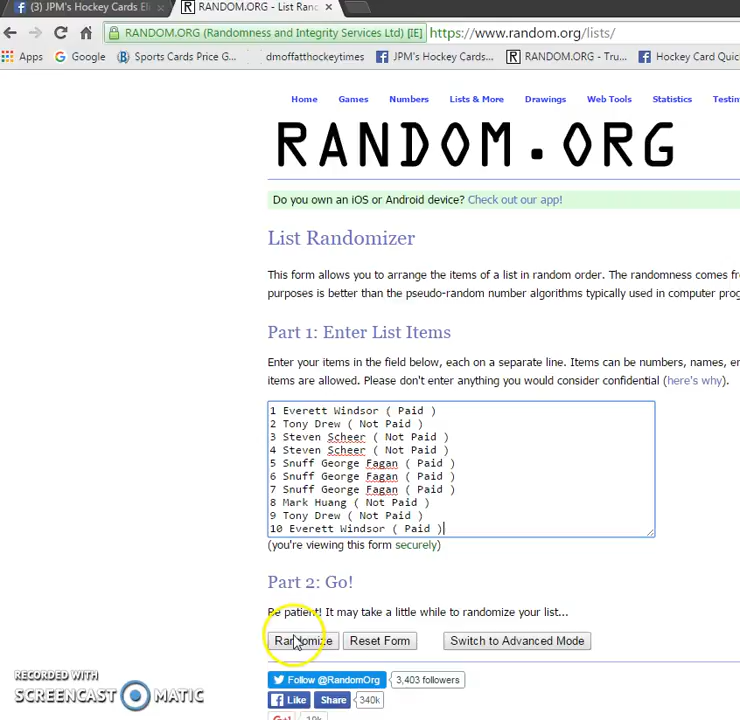 (3) JPM's Hockey Cards Eli
RANDOM.ORG - List Ranc
RANDOM.ORG (Randomness and Integrity Services Ltd) [IE]
https://www.random.org/lists/
Apps
Google
Sports Cards Price G...
dmoffatthockeytimes
JPM's Hockey Cards...
RANDOM.ORG - Tru...
Hockey Card Quic
Home
Games
Numbers
Lists & More
Drawings
Web Tools
Statistics
Testin
RANDOM.ORG
Do you own an iOS or Android device? Check out our app!
List Randomizer
This form allows you to arrange the items of a list in random order. The randomness comes fr
purposes is better than the pseudo-random number algorithms typically used in computer prog
Part 1: Enter List Items
Enter your items in the field below, each on a separate line. Items can be numbers, names, e
items are allowed. Please don't enter anything you would consider confidential (here's why).
1 Everett Windsor ( Paid )
2 Tony Drew ( Not Paid )
3 Steven Scheer ( Not Paid )
4 Steven Scheer ( Not Paid )
5 Snuff George Fagan ( Paid )
6 Snuff George Fagan ( Paid )
7 Snuff George Fagan ( Paid )
8 Mark Huang ( Not Paid )
9 Tony Drew ( Not Paid )
10 Everett Windsor ( Paid )
(you're viewing this form securely)
Part 2: Go!
Be patient! It may take a little while to randomize your list...
Randomize
Reset Form
Switch to Advanced Mode
RECORDED WITH
SCREENCAST MATIC
Follow @RandomOrg
3,403 followers
Like
Share
340k
G+1
19k